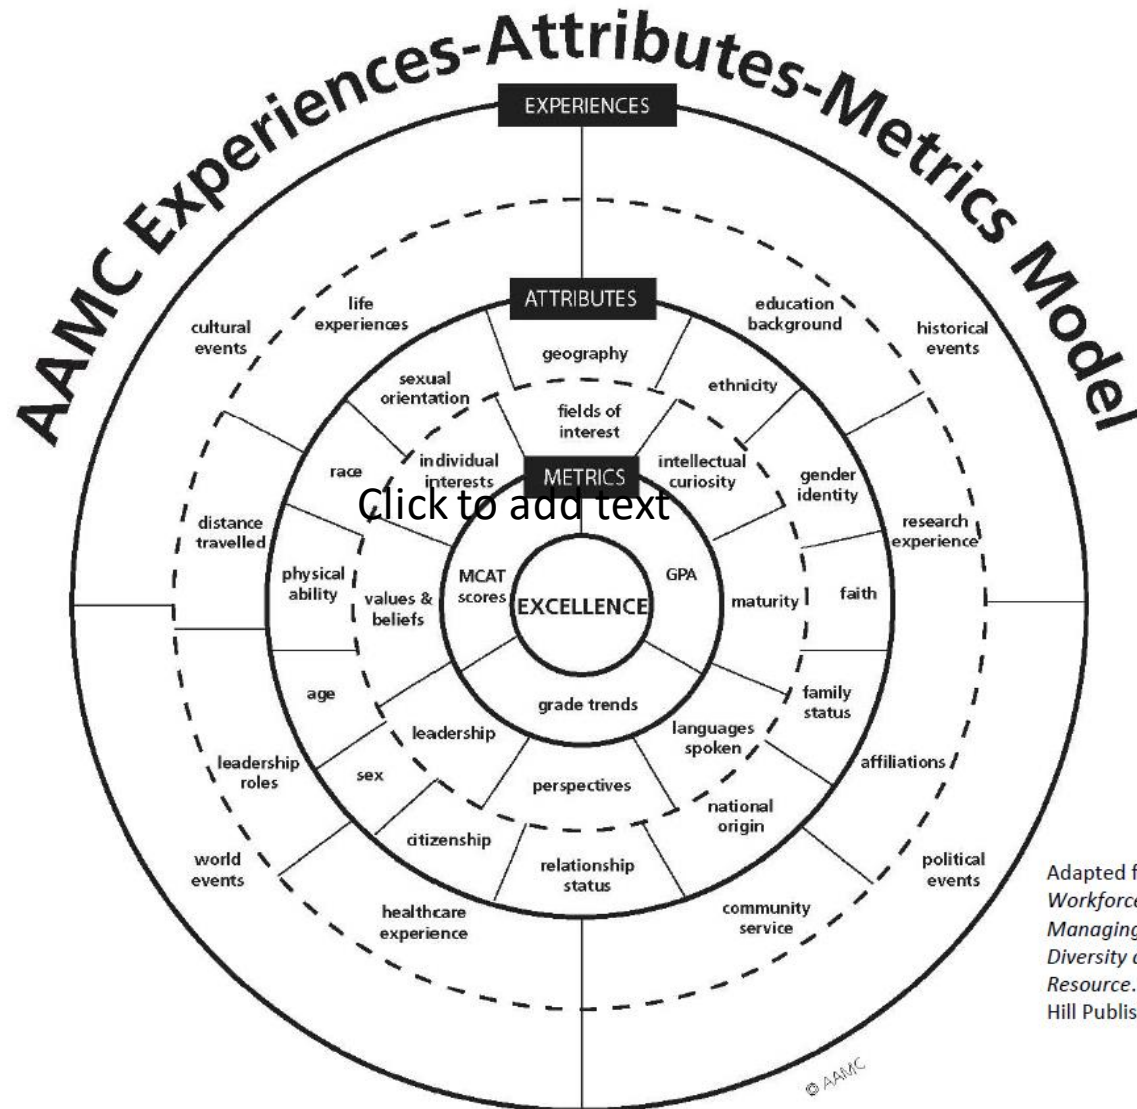 AAMC Experiences-Attributes-Metrics Model
EXPERIENCES
cultural
events
historical
events
world
events
political
events
life
experiences
education
background
distance
travelled
research
experience
leadership
roles
affiliations
healthcare
experience
community
service
ATTRIBUTES
geography
sexual
orientation
ethnicity
race
gender
identity
physical
ability
faith
age
family
status
sex
national
origin
citizenship
relationship
status
fields of
interest
individual
interests
intellectual
curiosity
values &
beliefs
maturity
leadership
languages
spoken
perspectives
METRICS
Click to add text
MCAT
scores
GPA
grade trends
EXCELLENCE
Adapted
Workforce
Managing
Diversity
Resource.
Hill
© AAMC